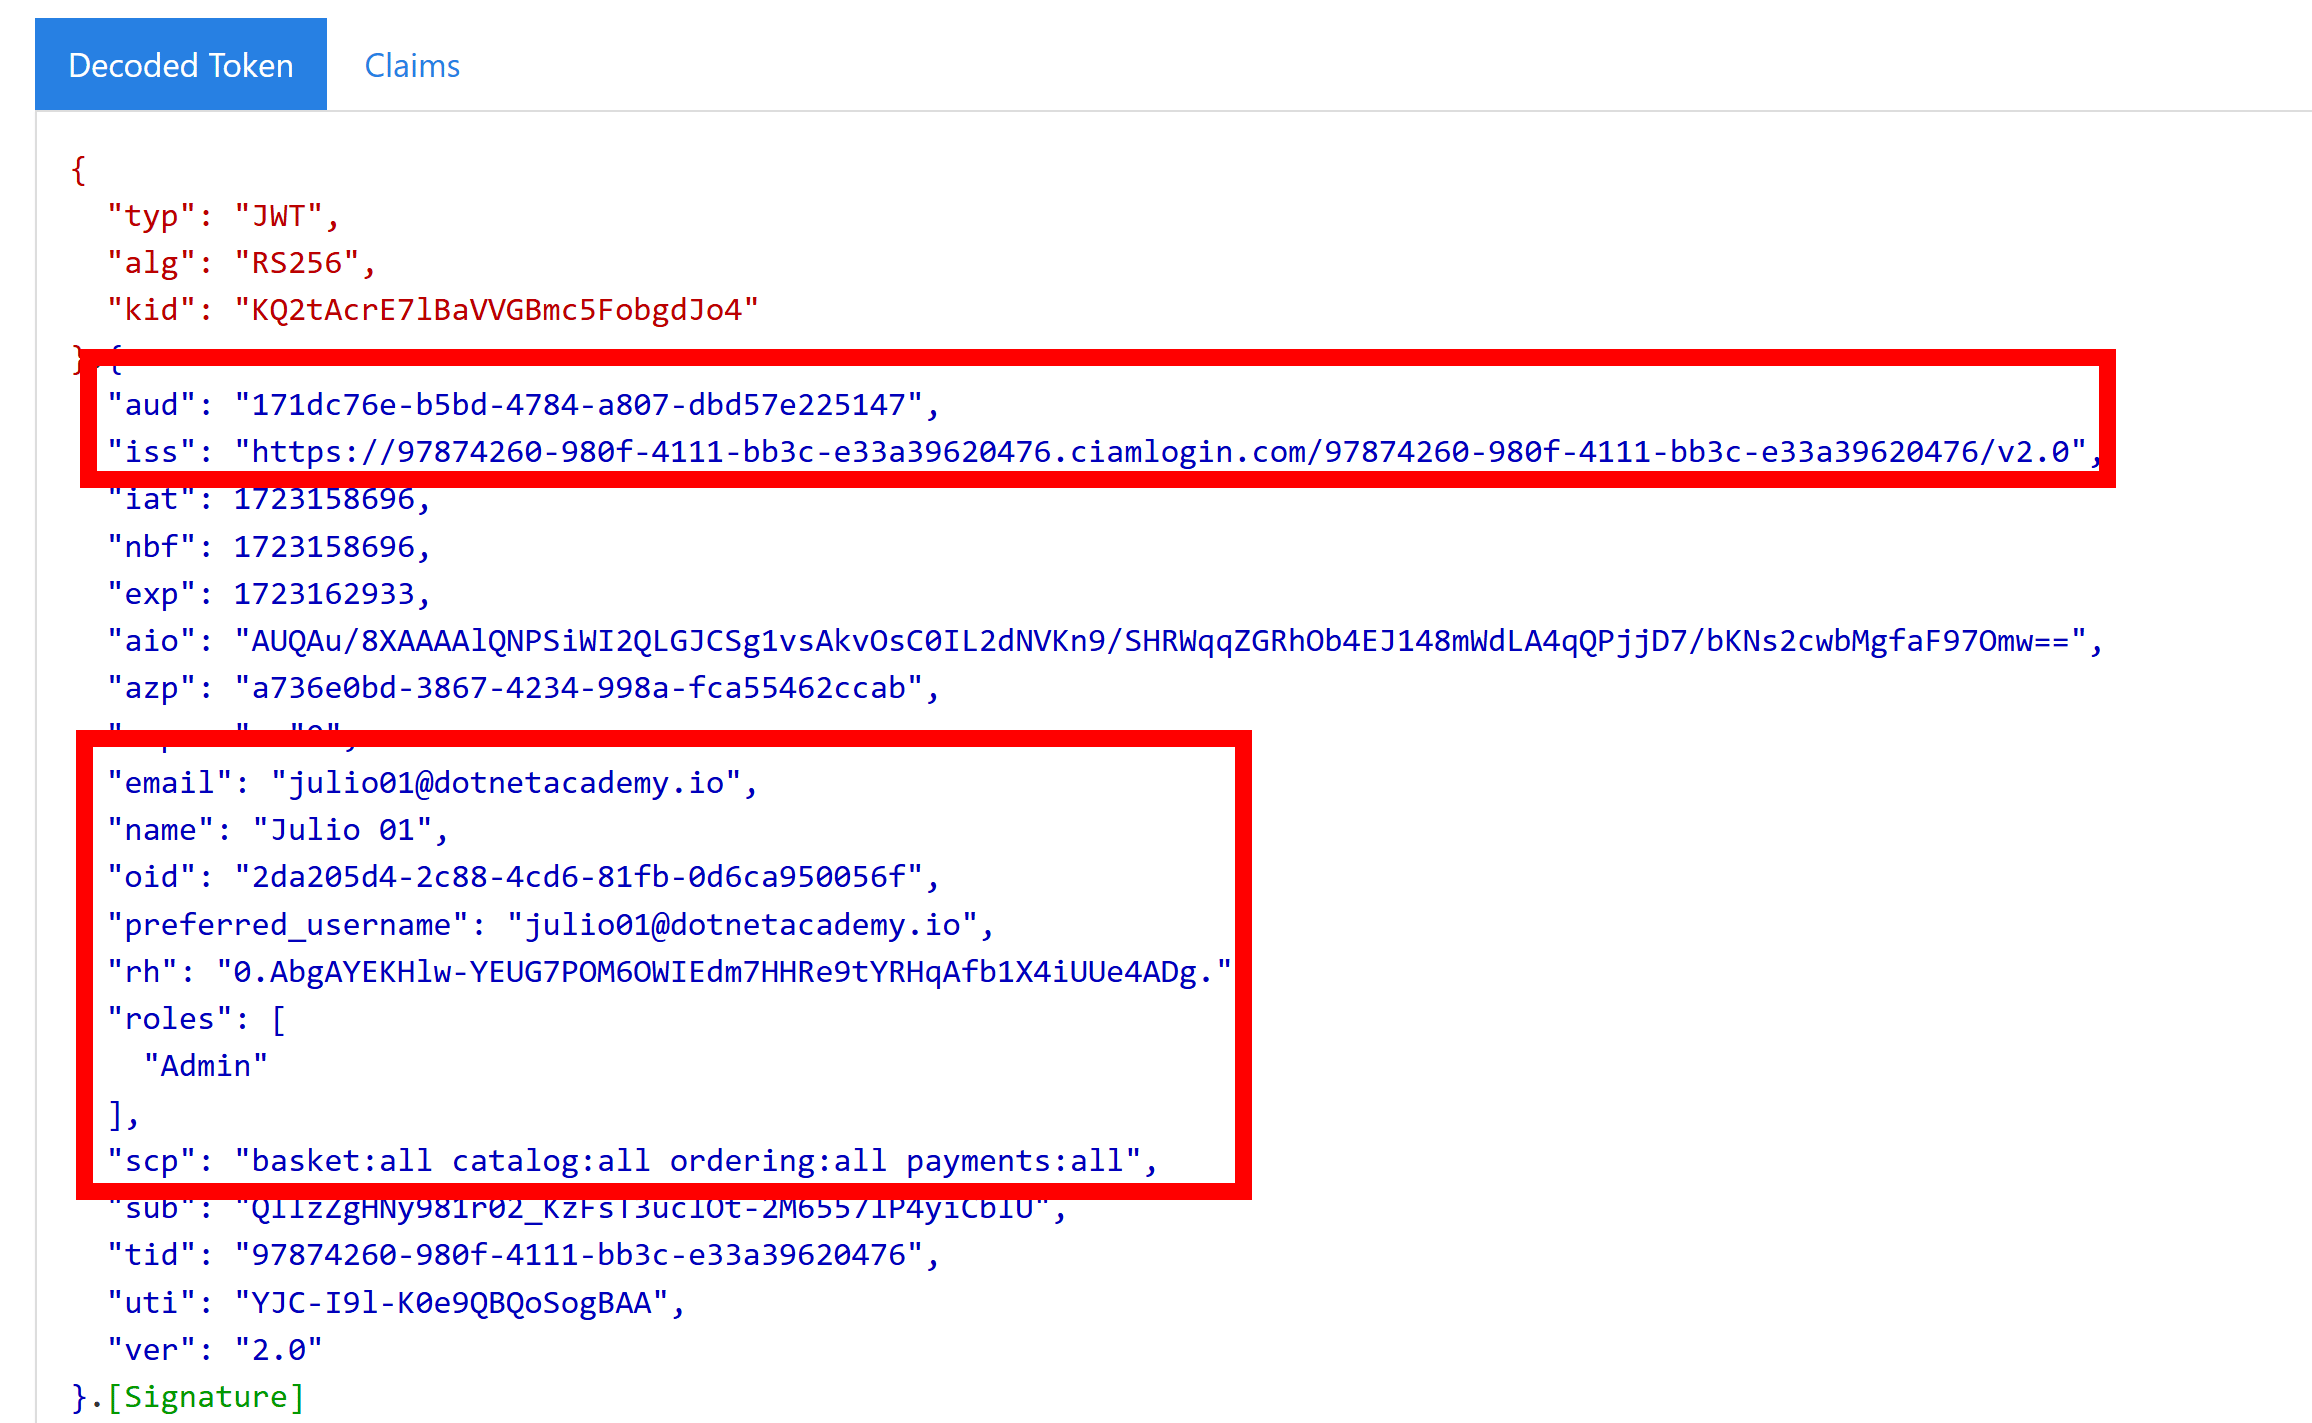 Decoded Token Claims
{
"typ": "JWT",
"alg": "RS256",
"kid": "KQ2tAcrE7lBaVVGBmc5FobgdJo4"
}.{
"aud": "171dc76e-b5bd-4784-a807-dbd57e225147",
"iss": "https://97874260-980f-4111-bb3c-e33a39620476.ciamlogin.com/97874260-980f-4111-bb3c-e33a39620476/v2.0",
"iat": 1723158696,
"nbf": 1723158696,
"exp": 1723162933,
"aio": "AUQAu/8XAAAAlQNPSiWI2QLGJCSg1vsAkvOsC0IL2dNVKn9/SHRWqqZGRhOb4EJ148mWdLA4qQPjjD7/bKNs2cwbMgfaF97Omw==",
"azp": "a736e0bd-3867-4234-998a-fca55462ccab",
"email": "julio01@dotnetacademy.io",
"name": "Julio 01",
"oid": "2da205d4-2c88-4cd6-81fb-0d6ca950056f",
"preferred_username": "julio01@dotnetacademy.io",
"rh": "0.AbgAYEKHlw-YEUG7POM6OWIEdm7HHRe9tYRHqAfb1X4iUUe4ADg."
"roles": [
"Admin"
],
"scp": "basket:all catalog:all ordering:all payments:all",
"sub":
"tid": "97874260-980f-4111-bb3c-e33a39620476",
"uti": "YJC-I9l-K0e9QBQoSogBAA",
"ver": "2.0"
}.[Signature]